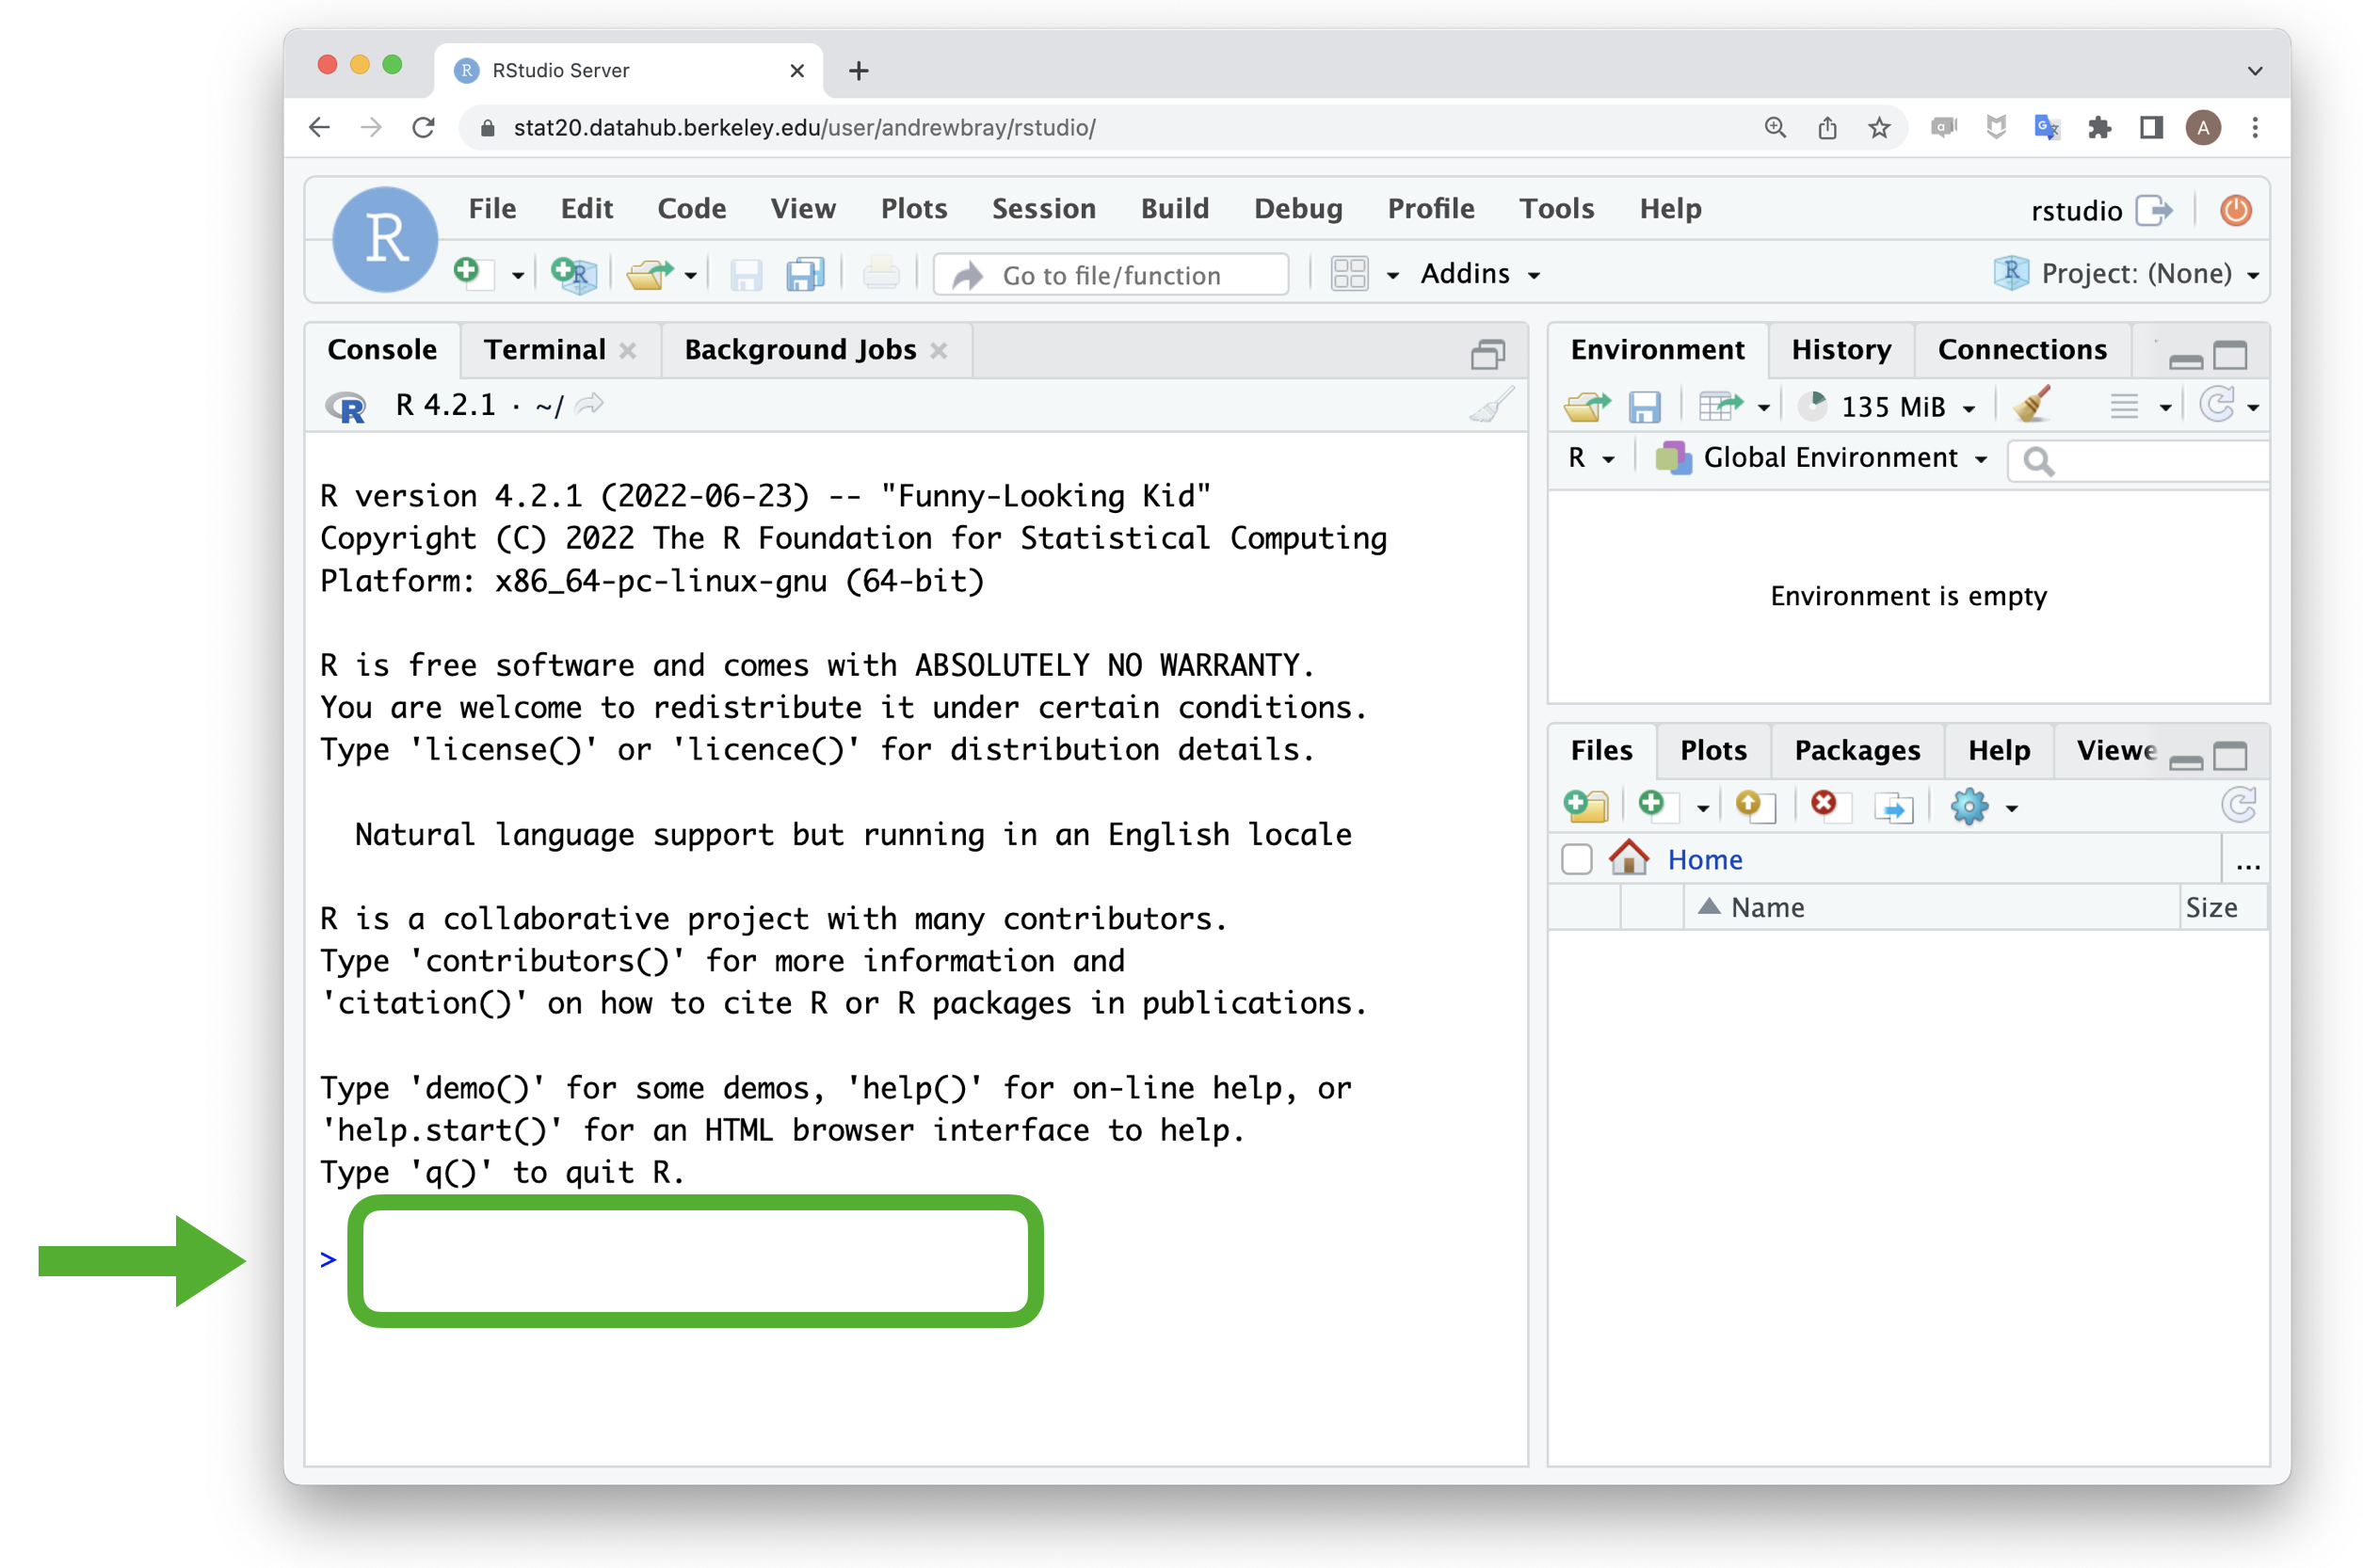 RStudio Server
stat20.datahub.berkeley.edu/user/andrewbray/rstudio/
A
R
File Edit Code View Plots Session Build Debug Profile Tools Help
rstudio
Go to file/function
Addins
Project: (None)
Console Terminal Background Jobs
R 4.2.1 · ~/
R version 4.2.1 (2022-06-23) -- "Funny-Looking Kid"
Copyright (C) 2022 The R Foundation for Statistical Computing
Platform: x86_64-pc-linux-gnu (64-bit)
R is free software and comes with ABSOLUTELY NO WARRANTY.
You are welcome to redistribute it under certain conditions.
Type 'license()' or 'licence()' for distribution details.
Natural language support but running in an English locale
R is a collaborative project with many contributors.
Type 'contributors()' for more information and
'citation()' on how to cite R or R packages in publications.
Type 'demo()' for some demos, 'help()' for on-line help, or
'help.start()' for an HTML browser interface to help.
Type 'q()' to quit R.
>
Environment History Connections
135 MiB
R Global Environment
Environment is empty
Files Plots Packages Help Viewe
Home ...
Name Size